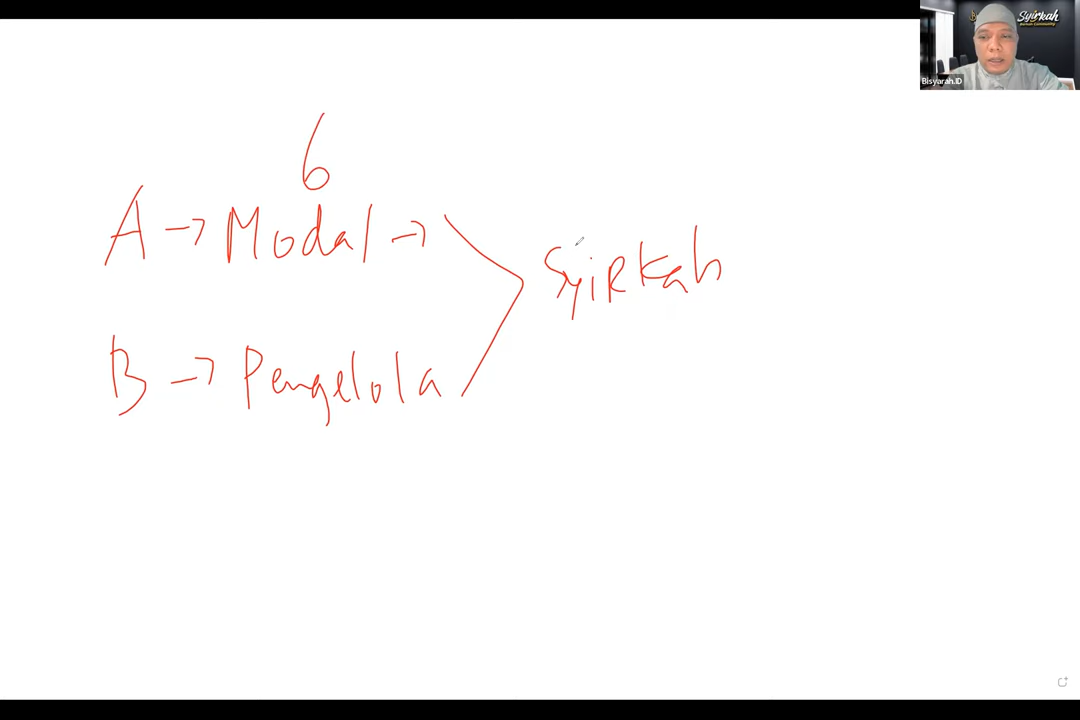 Syirkah
Bisyarah.ID
6
A → Modal →
Syirkah
B → Pengelola